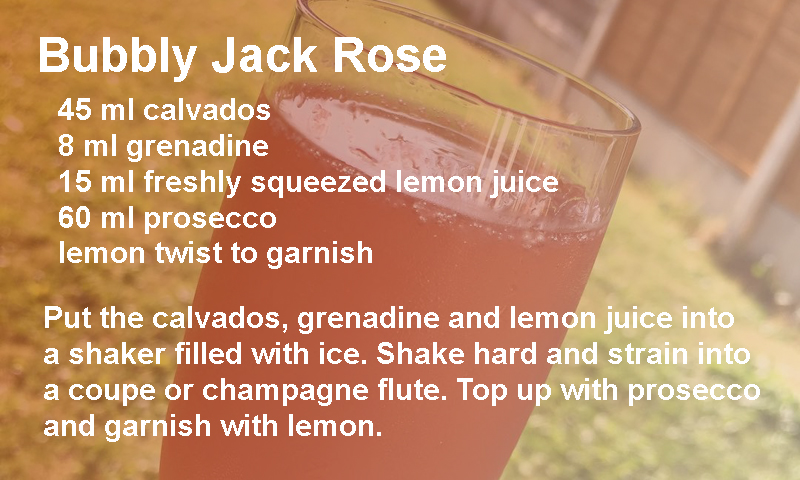 Bubbly Jack Rose
45 ml calvados
8 ml grenadine
15 ml freshly squeezed lemon juice
60 ml prosecco
lemon twist to garnish
Put the calvados, grenadine and lemon juice into
a shaker filled with ice. Shake hard and strain into
a coupe or champagne flute. Top up with prosecco
and garnish with lemon.